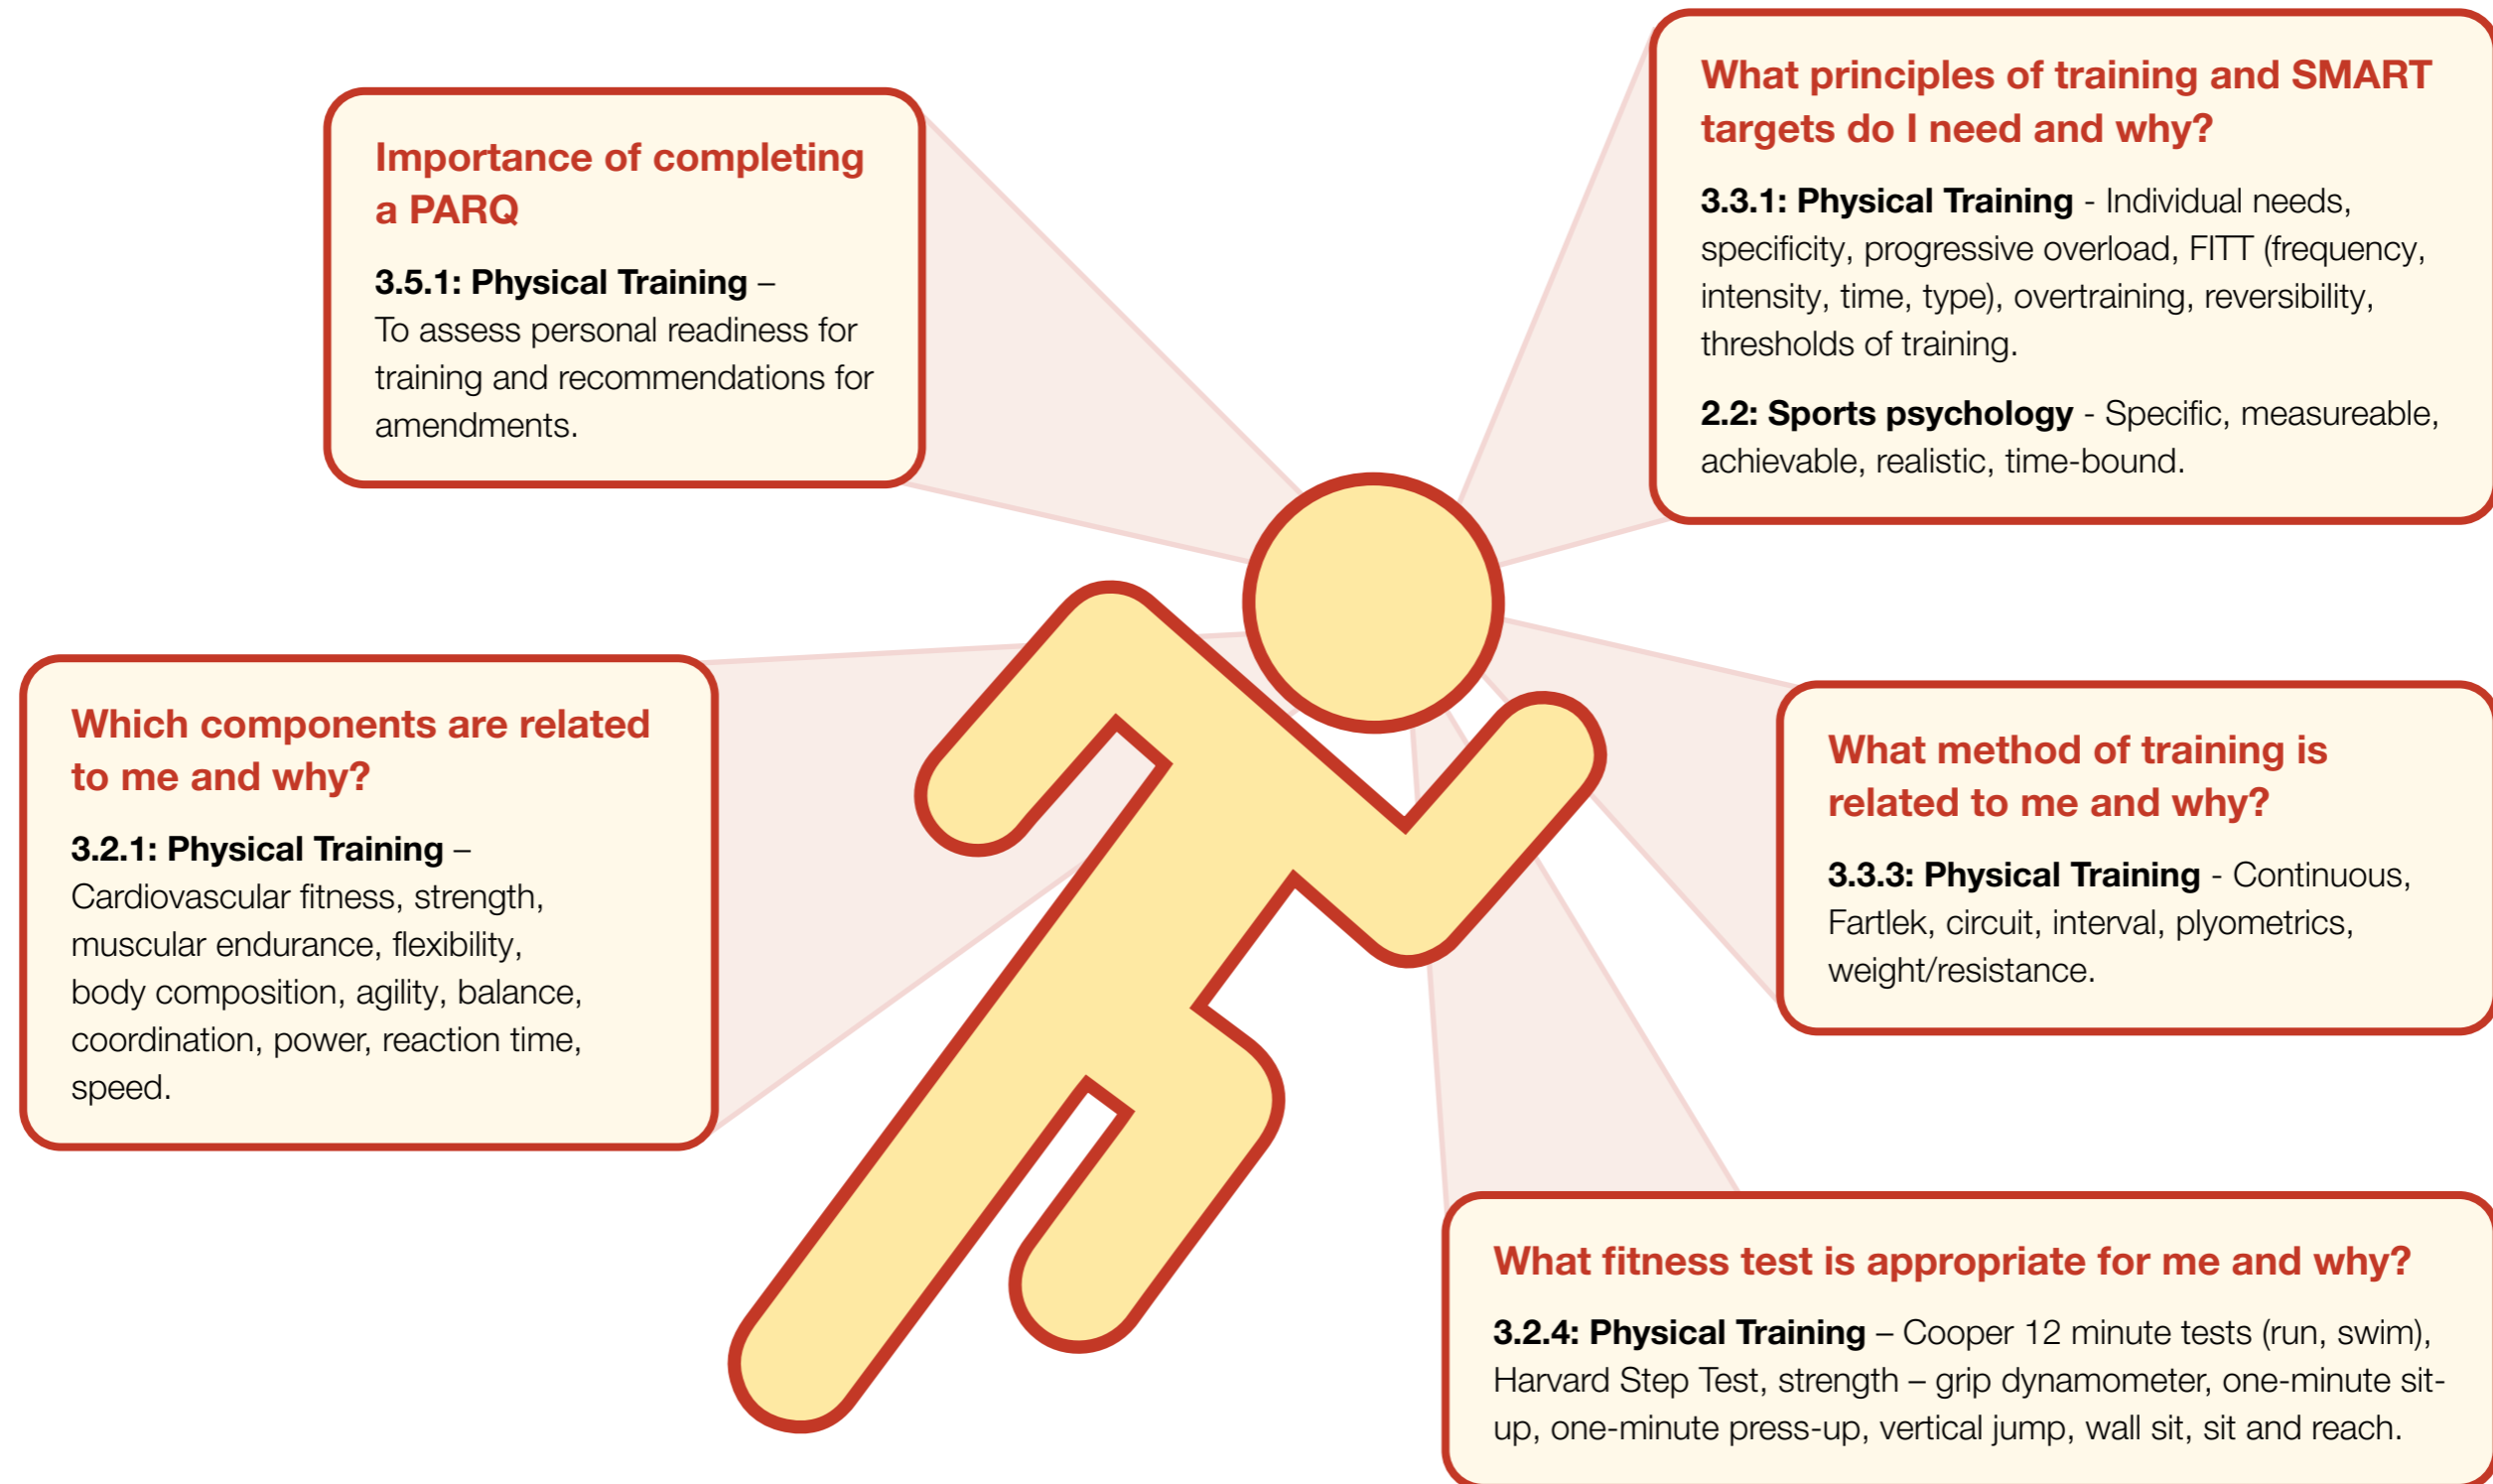 Importance of completing
a PARQ
3.5.1: Physical Training –
To assess personal readiness for
training and recommendations for
amendments.
What principles of training and SMART
targets do I need and why?
3.3.1: Physical Training - Individual needs,
specificity, progressive overload, FITT (frequency,
intensity, time, type), overtraining, reversibility,
thresholds of training.
2.2: Sports psychology - Specific, measureable,
achievable, realistic, time-bound.
Which components are related
to me and why?
3.2.1: Physical Training –
Cardiovascular fitness, strength,
muscular endurance, flexibility,
body composition, agility, balance,
coordination, power, reaction time,
speed.
What method of training is
related to me and why?
3.3.3: Physical Training - Continuous,
Fartlek, circuit, interval, plyometrics,
weight/resistance.
What fitness test is appropriate for me and why?
3.2.4: Physical Training – Cooper 12 minute tests (run, swim),
Harvard Step Test, strength – grip dynamometer, one-minute sit-
up, one-minute press-up, vertical jump, wall sit, sit and reach.